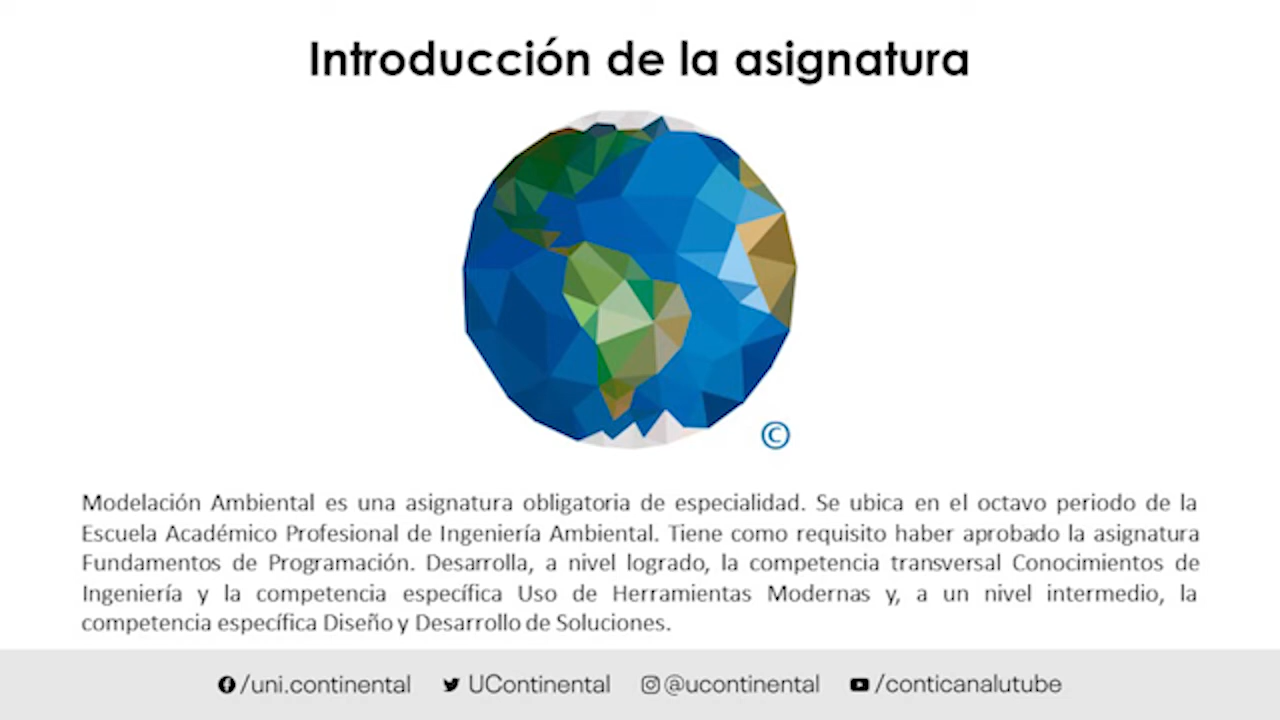 Introducción de la asignatura
©
Modelación Ambiental es una asignatura obligatoria de especialidad. Se ubica en el octavo periodo de la
Escuela Académico Profesional de Ingeniería Ambiental. Tiene como requisito haber aprobado la asignatura
Fundamentos de Programación. Desarrolla, a nivel logrado, la competencia transversal Conocimientos de
Ingeniería y la competencia específica Uso de Herramientas Modernas y, a un nivel intermedio, la
competencia específica Diseño y Desarrollo de Soluciones.
/uni.continental UContinental @ucontinental /conticanalutube